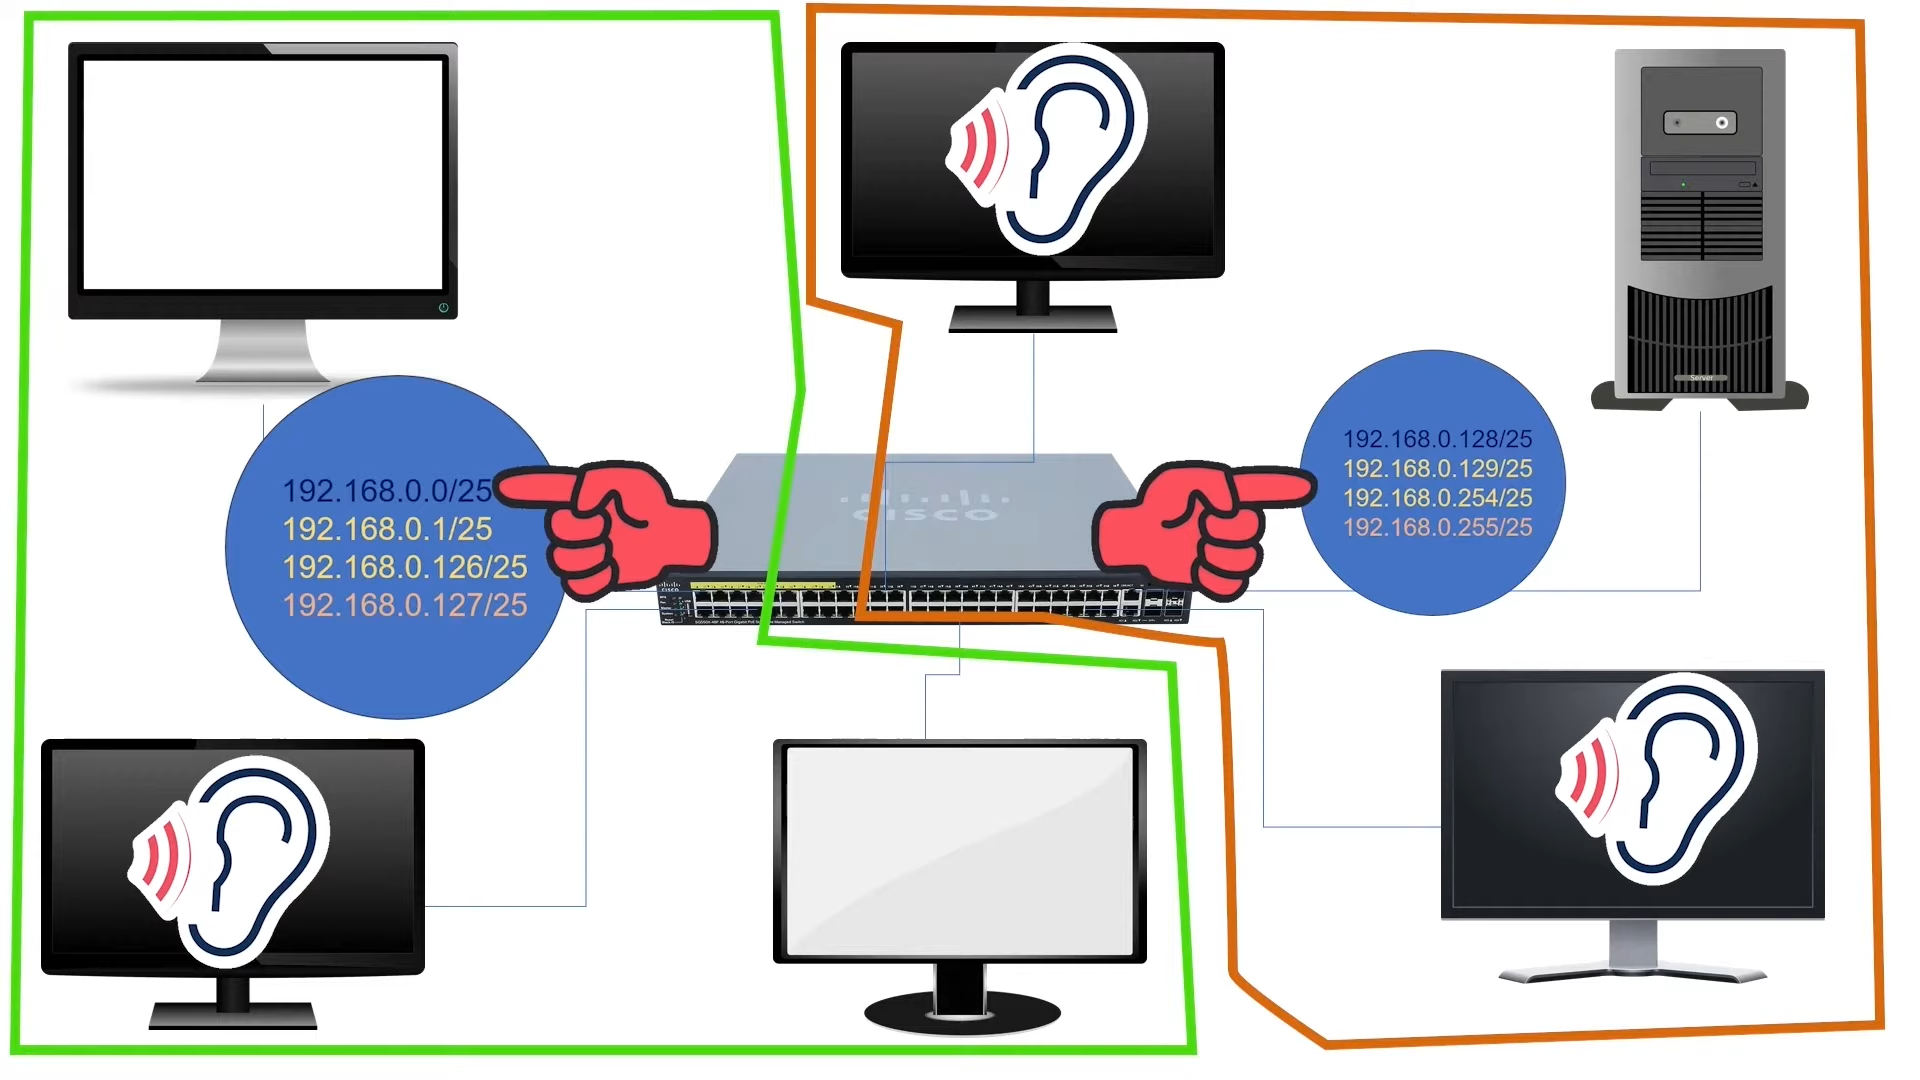 192.168.0.0/25
192.168.0.1/25
192.168.0.126/25
192.168.0.127/25
CISCO
192.168.0.128/25
192.168.0.129/25
192.168.0.254/25
192.168.0.255/25
Server
CISCO